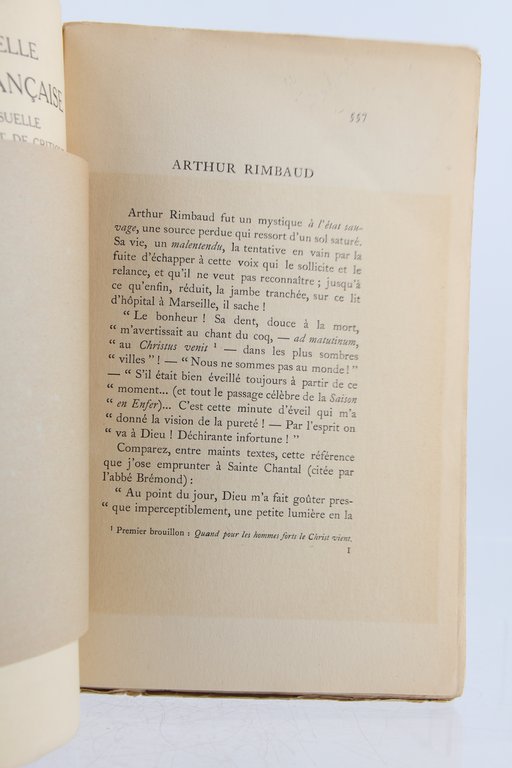 ELLE
ANÇAISE
SUELLE
T DE CRITIQUE
557
ARTHUR RIMBAUD
Arthur Rimbaud fut un mystique à l'état sau-
vage, une source perdue qui ressort d'un sol saturé.
Sa vie, un malentendu, la tentative en vain par la
fuite d'échapper à cette voix qui le sollicite et le
relance, et qu'il ne veut pas reconnaître ; jusqu'à
ce qu'enfin, réduit, la jambe tranchée, sur ce lit
d'hôpital à Marseille, il sache !
“ Le bonheur ! Sa dent, douce à la mort,
“ m'avertissait au chant du coq, — ad matutinum,
“ au Christus venit ¹ — dans les plus sombres
“ villes ” ! — “ Nous ne sommes pas au monde ! ”
— “ S'il était bien éveillé toujours à partir de ce
“ moment... (et tout le passage célèbre de la Saison
“ en Enfer)... C'est cette minute d'éveil qui m'a
“ donné la vision de la pureté ! — Par l'esprit on
“ va à Dieu ! Déchirante infortune ! ”
Comparez, entre maints textes, cette référence
que j'ose emprunter à Sainte Chantal (citée par
l'abbé Brémond) :
“ Au point du jour, Dieu m'a fait goûter pres-
“ que imperceptiblement, une petite lumière en la
¹ Premier brouillon : Quand pour les hommes forts le Christ vient.
1